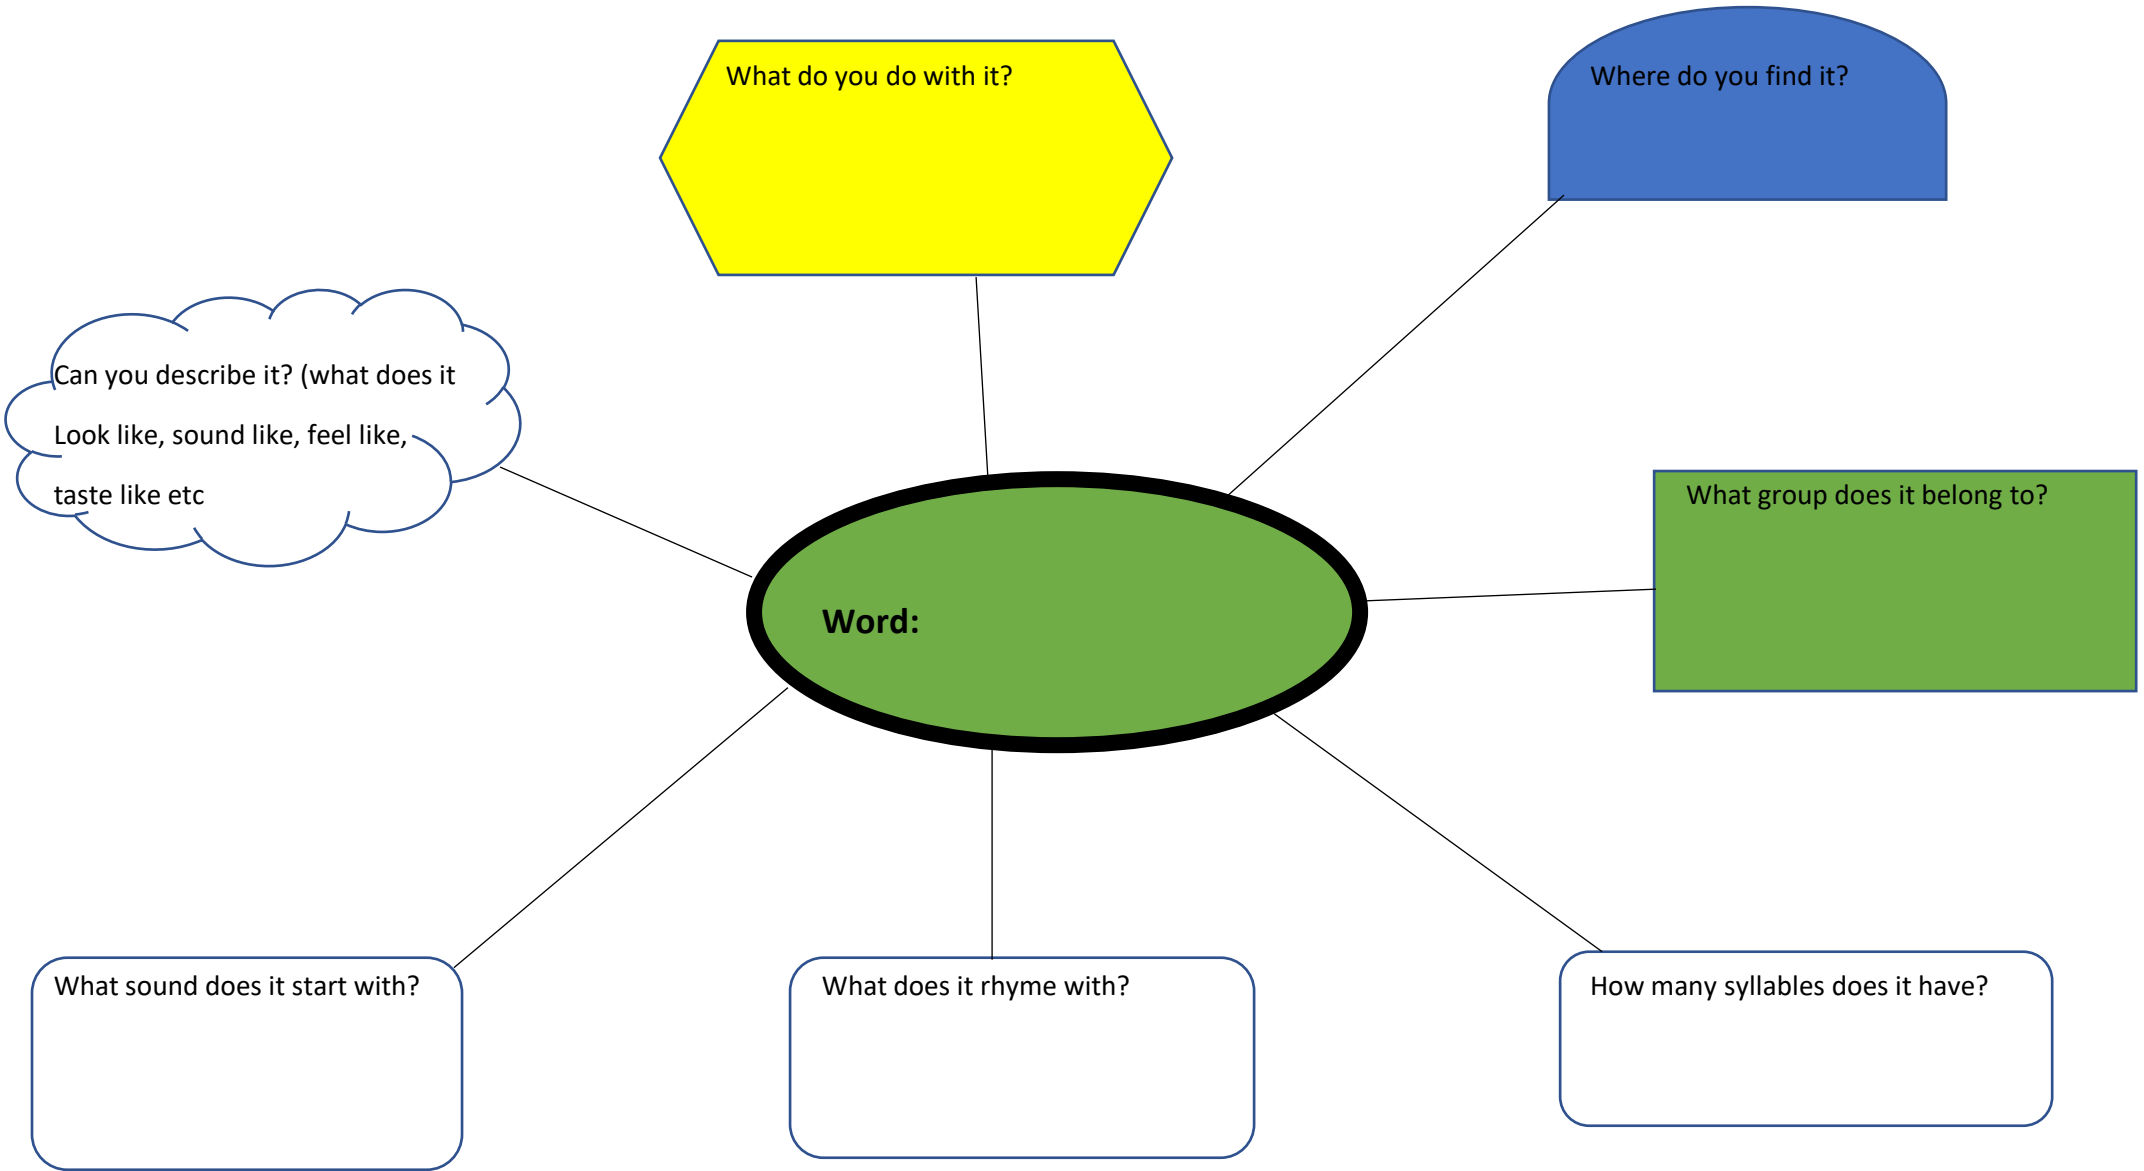 What do you do with it?
Where do you find it?
Can you describe it? (what does it
Look like, sound like, feel like,
taste like etc
What group does it belong to?
Word:
What sound does it start with?
What does it rhyme with?
How many syllables does it have?